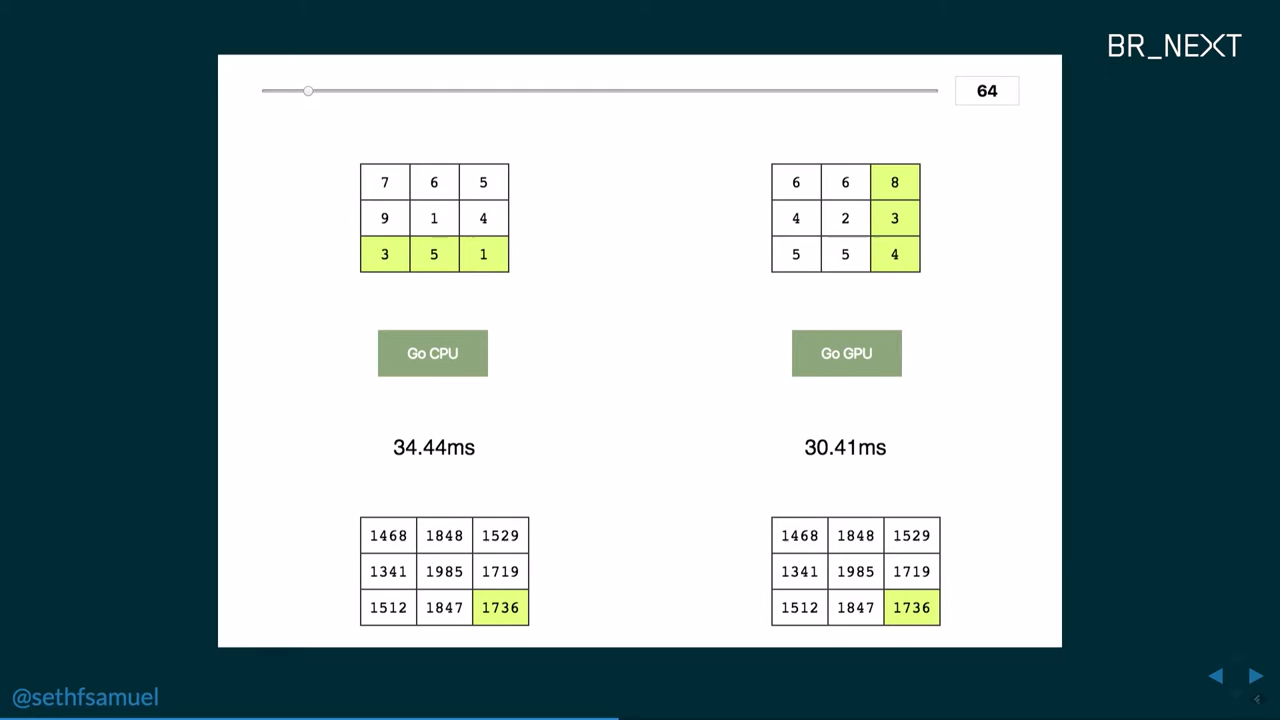 BR_NEXT
64
7 6 5
9 1 4
3 5 1
6 6 8
4 2 3
5 5 4
Go CPU
Go GPU
34.44ms
30.41ms
1468 1848 1529
1341 1985 1719
1512 1847 1736
1468 1848 1529
1341 1985 1719
1512 1847 1736
@sethfsamuel